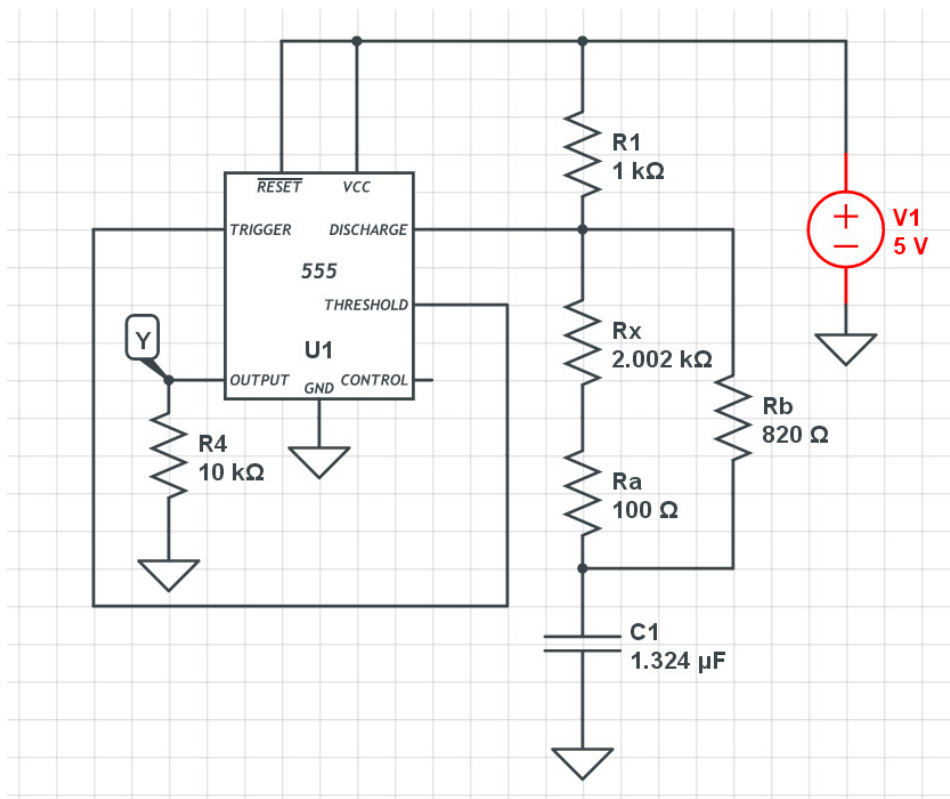 R1
1 kΩ
RESET
VCC
V1
5 V
TRIGGER
DISCHARGE
555
THRESHOLD
Rx
2.002 kΩ
Y
U1
OUTPUT
GND
CONTROL
Rb
820 Ω
R4
10 kΩ
Ra
100 Ω
C1
1.324 µF
+
−